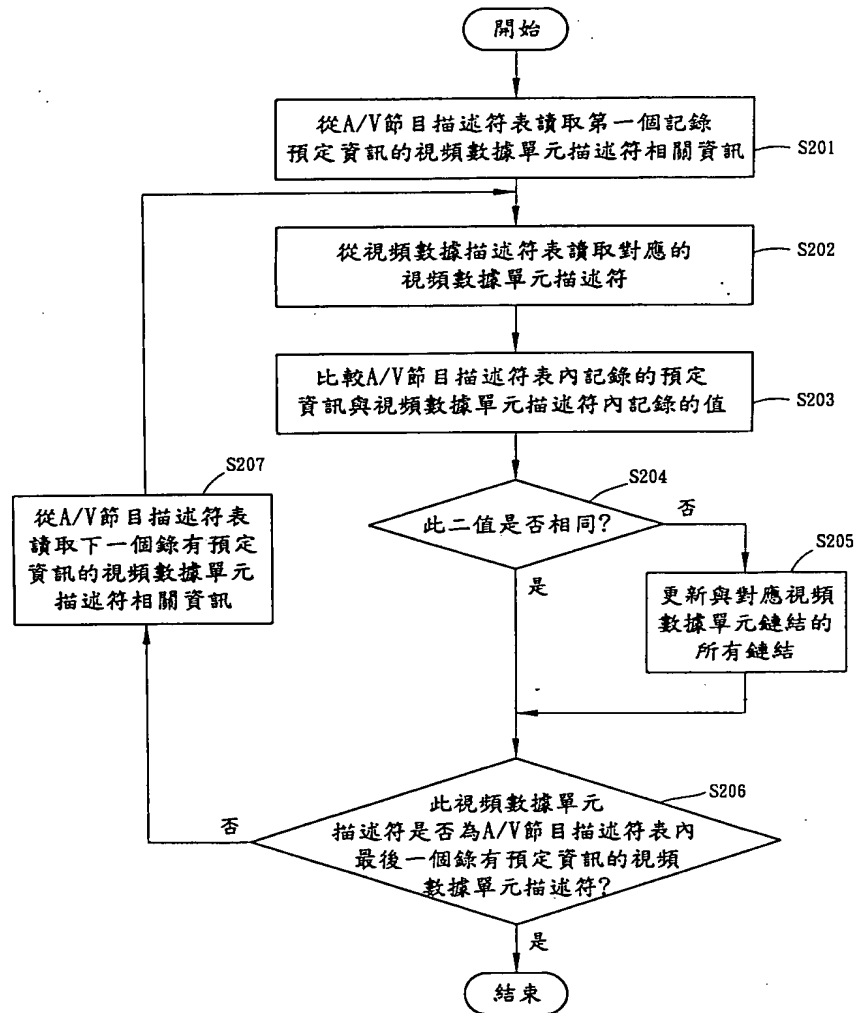 開始
從A/V節目描述符表讀取第一個記錄
預定資訊的視頻數據單元描述符相關資訊
S201
從視頻數據描述符表讀取對應的
視頻數據單元描述符
S202
比較A/V節目描述符表內記錄的預定
資訊與視頻數據單元描述符內記錄的值
S203
S204
此二值是否相同?
否
是
S205
更新與對應視頻
數據單元鏈結的
所有鏈結
S207
從A/V節目描述符表
讀取下一個錄有預定
資訊的視頻數據單元
描述符相關資訊
S206
此視頻數據單元
描述符是否為A/V節目描述符表內
最後一個錄有預定資訊的視頻
數據單元描述符?
否
是
結束